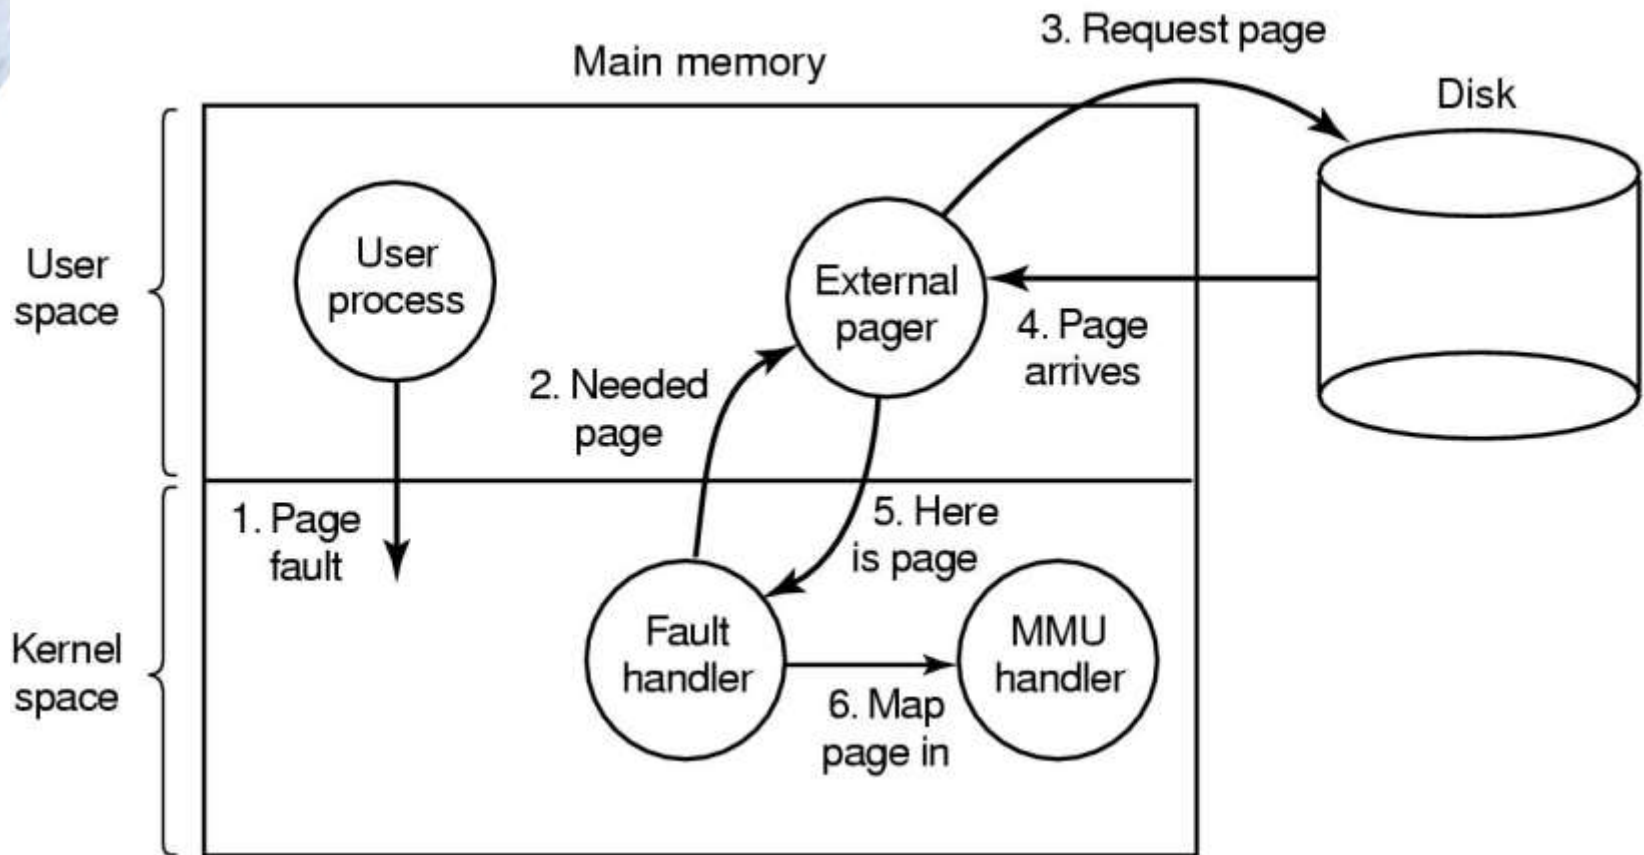 3. Request page
Main memory
Disk
User
space
User
process
External
pager
4. Page
arrives
2. Needed
page
1. Page
fault
5. Here
is page
Kernel
space
Fault
handler
MMU
handler
6. Map
page in